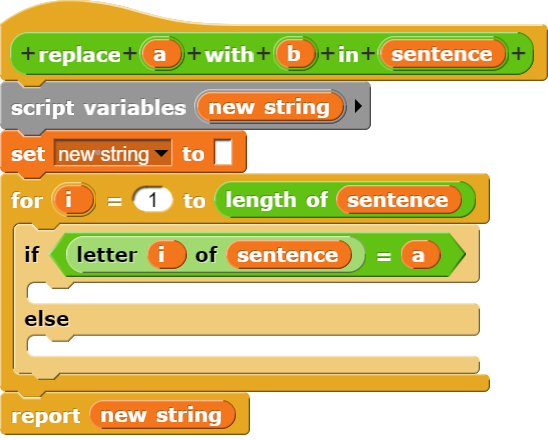 +replace+ a +with+ b +in+ sentence +
script variables new string
set new string to
for i = 1 to length of sentence
if letter i of sentence = a
else
report new string